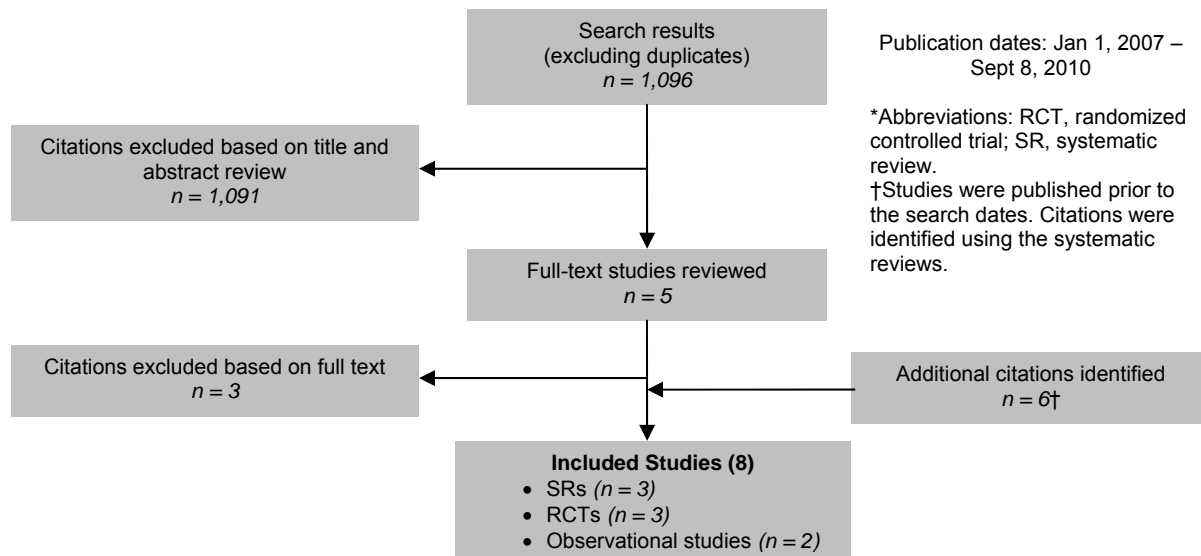 Search results
(excluding duplicates)
n = 1,096
Publication dates: Jan 1, 2007 –
Sept 8, 2010
*Abbreviations: RCT, randomized
controlled trial; SR, systematic
review.
†Studies were published prior to
the search dates. Citations were
identified using the systematic
reviews.
Citations excluded based on title and
abstract review
n = 1,091
Full-text studies reviewed
n = 5
Citations excluded based on full text
n = 3
Additional citations identified
n = 6†
Included Studies (8)
• SRs (n = 3)
• RCTs (n = 3)
• Observational studies (n = 2)